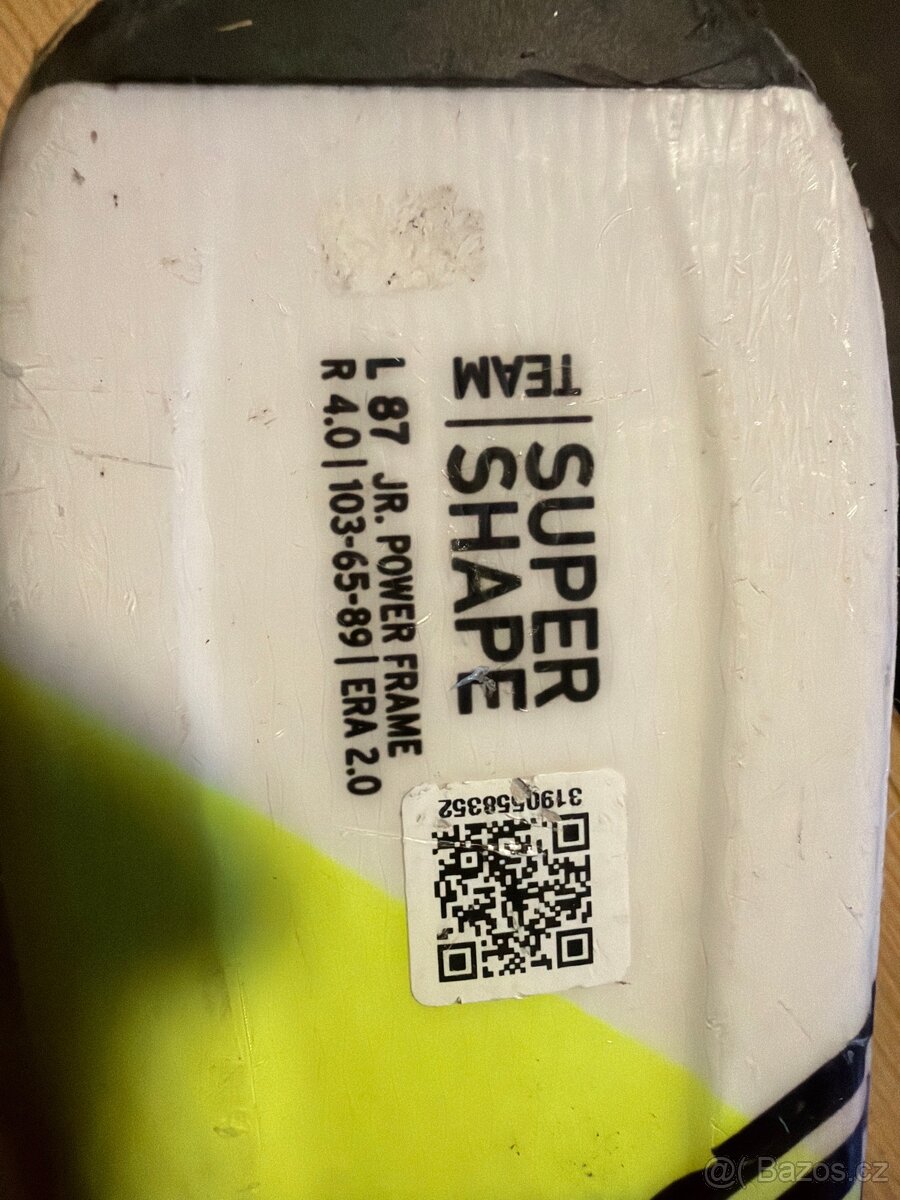 TEAM
SUPER
SHAPE
L 87 JR. POWER FRAME
R 4.0 | 103-65-89 | ERA 2.0
3190558352
@( Bazos.cz